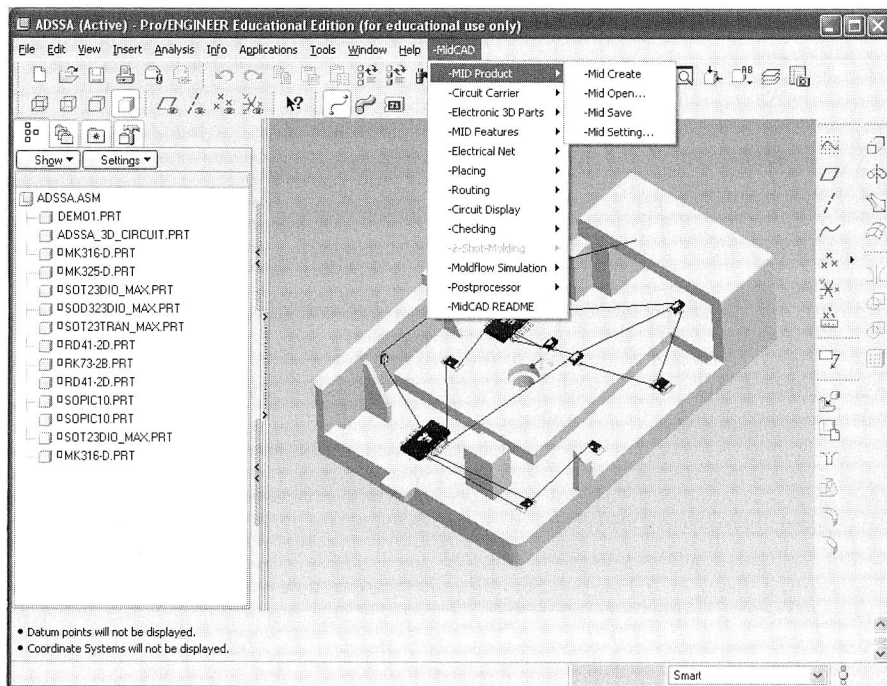 ADSSA (Active) - Pro/ENGINEER Educational Edition (for educational use only)
File Edit View Insert Analysis Info Applications Tools Window Help -MidCAD
-MID Product
-Circuit Carrier
-Electronic 3D Parts
-MID Features
-Electrical Net
-Placing
-Routing
-Circuit Display
-Checking
-2-Shot-Molding
-Moldflow Simulation
-Postprocessor
-MidCAD README
-Mid Create
-Mid Open...
-Mid Save
-Mid Setting...
Show Settings
ADSSA.ASM
DEMO1.PRT
ADSSA_3D_CIRCUIT.PRT
MK316-D.PRT
MK325-D.PRT
SOT23DIO_MAX.PRT
SOD323DIO_MAX.PRT
SOT23TRAN_MAX.PRT
RD41-2D.PRT
RK73-2B.PRT
RD41-2D.PRT
SOPIC10.PRT
SOPIC10.PRT
SOT23DIO_MAX.PRT
MK316-D.PRT
• Datum points will not be displayed.
• Coordinate Systems will not be displayed.
Smart